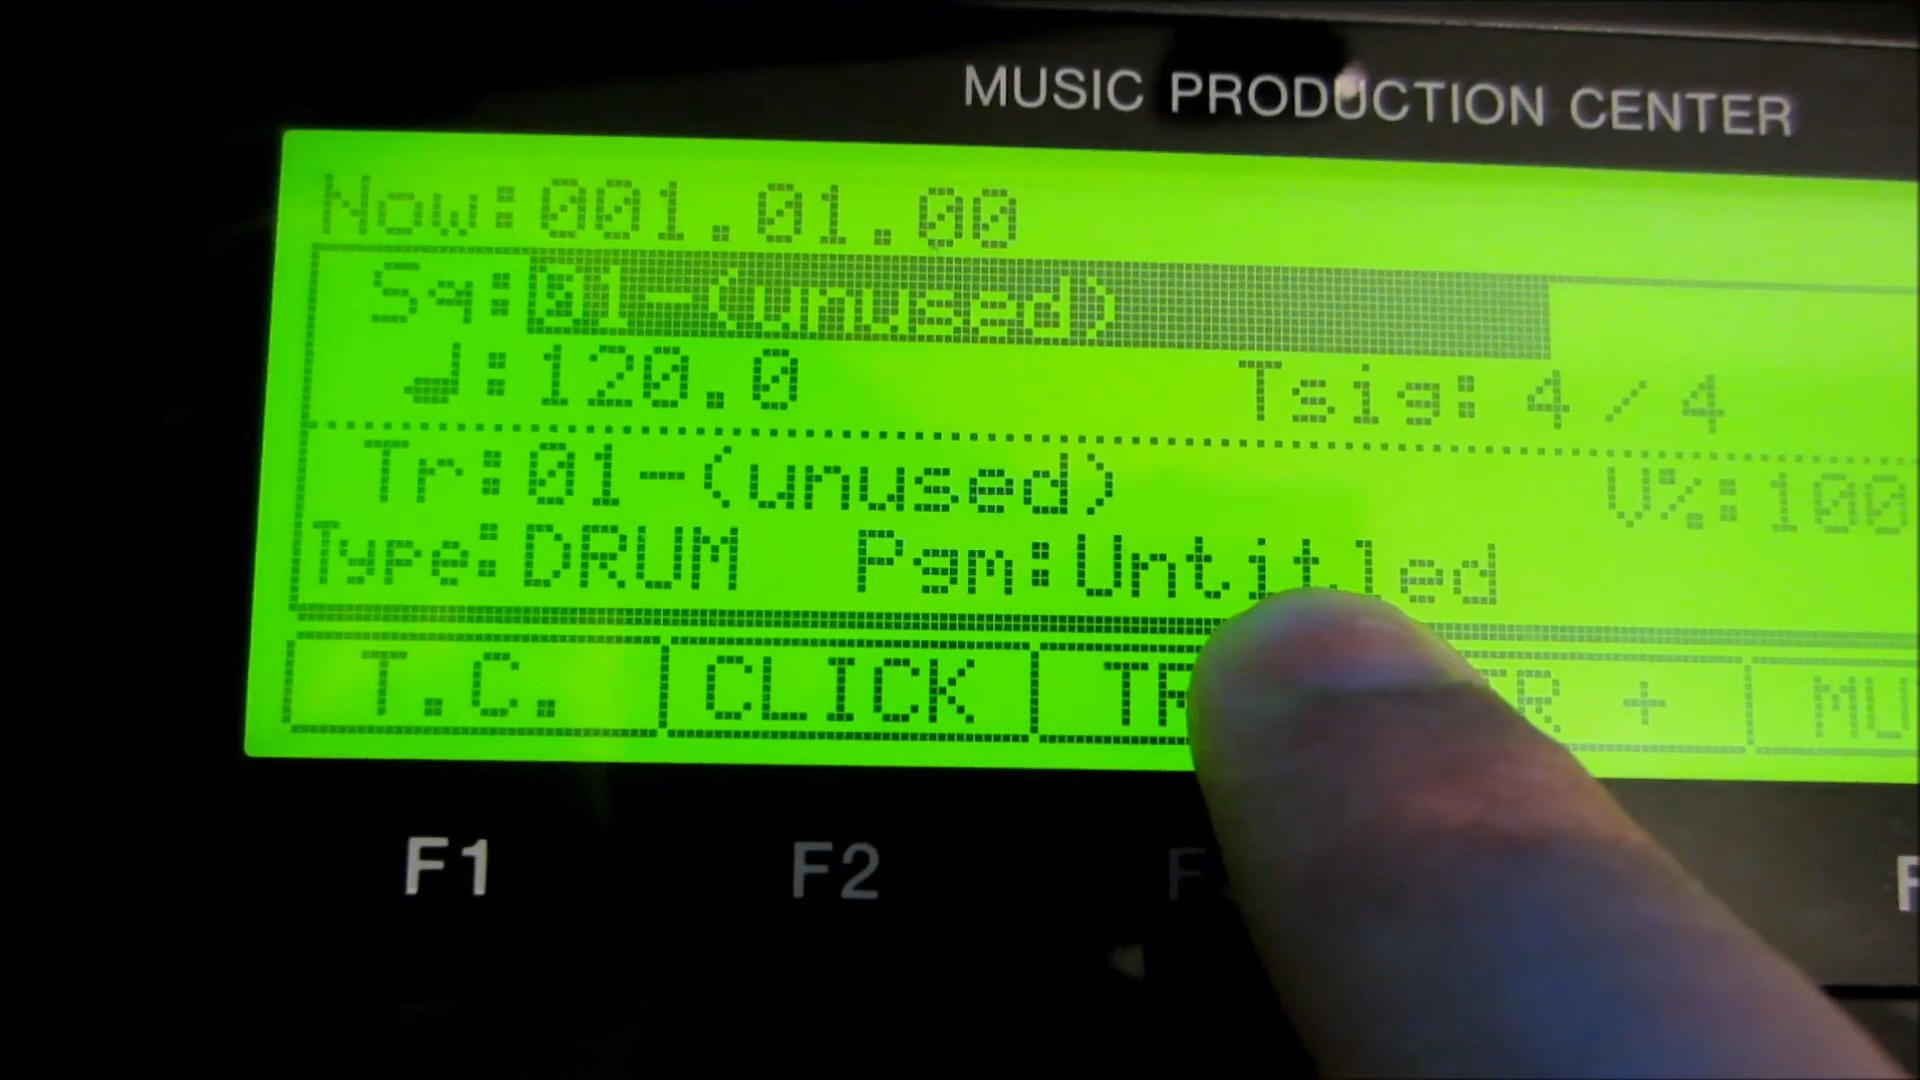 MUSIC PRODUCTION CENTER
Now:001.01.00
Sq:01-(unused)
♩:120.0 Tsig: 4/4
Tr:01-(unused) V%:100
Type:DRUM Pgm:Untitled
T.C. CLICK +
F1 F2